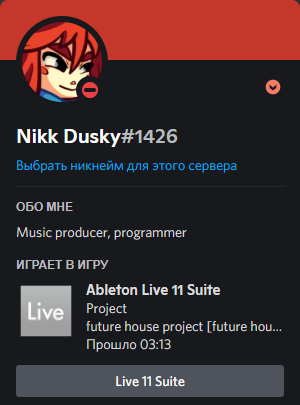 Nikk Dusky#1426
Выбрать никнейм для этого сервера
ОБО МНЕ
Music producer, programmer
ИГРАЕТ В ИГРУ
Live
Ableton Live 11 Suite
Project
future house project [future hou...
Прошло 03:13
Live 11 Suite